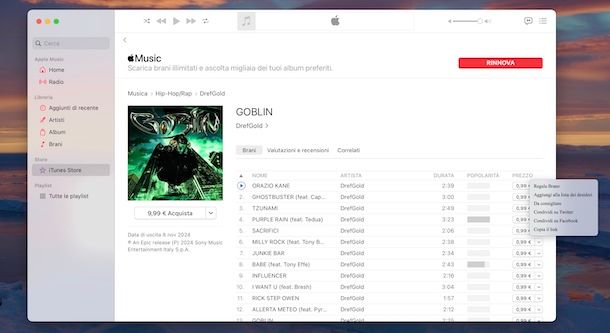 Cerca
Apple Music
Home
Radio
Libreria
Aggiunti di recente
Artisti
Album
Brani
Store
iTunes Store
Playlist
Tutte le playlist
Music
Scarica brani illimitati e ascolta migliaia dei tuoi album preferiti.
RINNOVA
Musica › Hip-Hop/Rap › DrefGold
GOBLIN
GOBLIN
DrefGold >
Brani Valutazioni e recensioni Correlati
9,99 € Acquista
Data di uscita 8 nov 2024
℗ An Epic release (P) 2024 Sony Music
Entertainment Italy S.p.A.
NOME ARTISTA DURATA POPOLARITÀ PREZZO
ORAZIO KANE DrefGold 2:39 0,99 €
2. GHOSTBUSTER (feat. Cap... DrefGold 3:00 0,99 €
3. TZUNAMI DrefGold 2:49 0,99 €
4. PURPLE RAIN (feat. Tedua) DrefGold 3:23 0,99 €
5. SACRIFICI DrefGold 2:06 0,99 €
6. MILLY ROCK (feat. Tony B... DrefGold 2:38 0,99 €
7. JUNKIE BAR DrefGold 2:34 0,99 €
8. BABE (feat. Tony Effe) DrefGold 2:43 0,99 €
9. INFLUENCER DrefGold 2:16 0,99 €
10. I WANT U (feat. Bresh) DrefGold 3:04 0,99 €
11. RICK STEP OWEN DrefGold 1:57 0,99 €
12. ALLERTA METEO (feat. Pyr... DrefGold 2:12 0,99 €
13. GOBLIN DrefGold 0,99 €
Regala Brano
Aggiungi alla lista dei desideri
Da consigliare
Condividi su Twitter
Condividi su Facebook
Copia il link